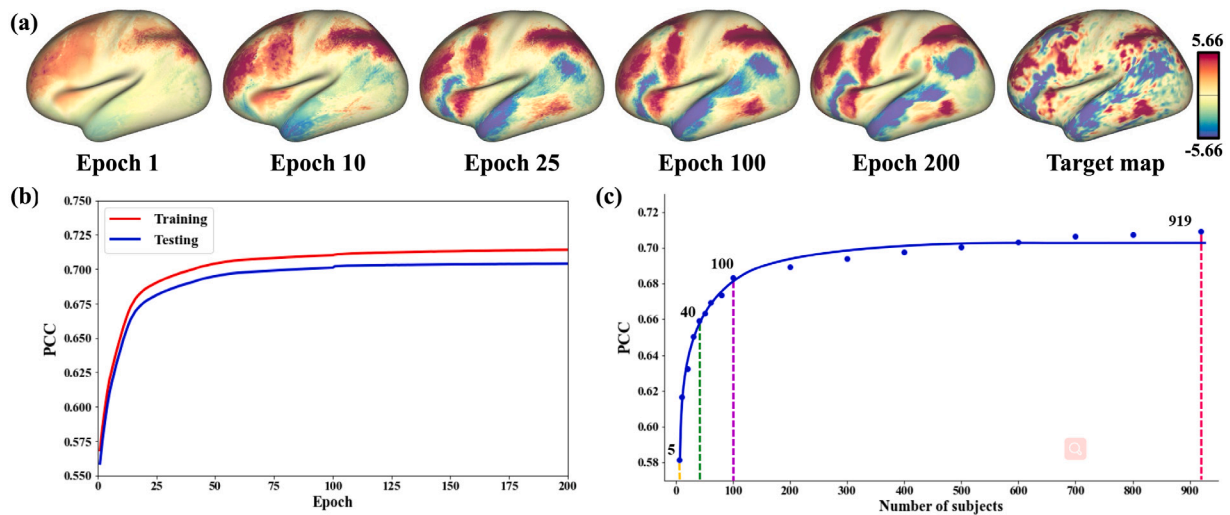 (a)
5.66
-5.66
Epoch 1 Epoch 10 Epoch 25 Epoch 100 Epoch 200 Target map
(b)
0.750
0.725
0.700
0.675
0.650
0.625
0.600
0.575
0.550
PCC
Training
Testing
0 25 50 75 100 125 150 175 200
Epoch
(c)
0.72
0.70
0.68
0.66
0.64
0.62
0.60
0.58
PCC
5
40
100
919
0 100 200 300 400 500 600 700 800 900
Number of subjects